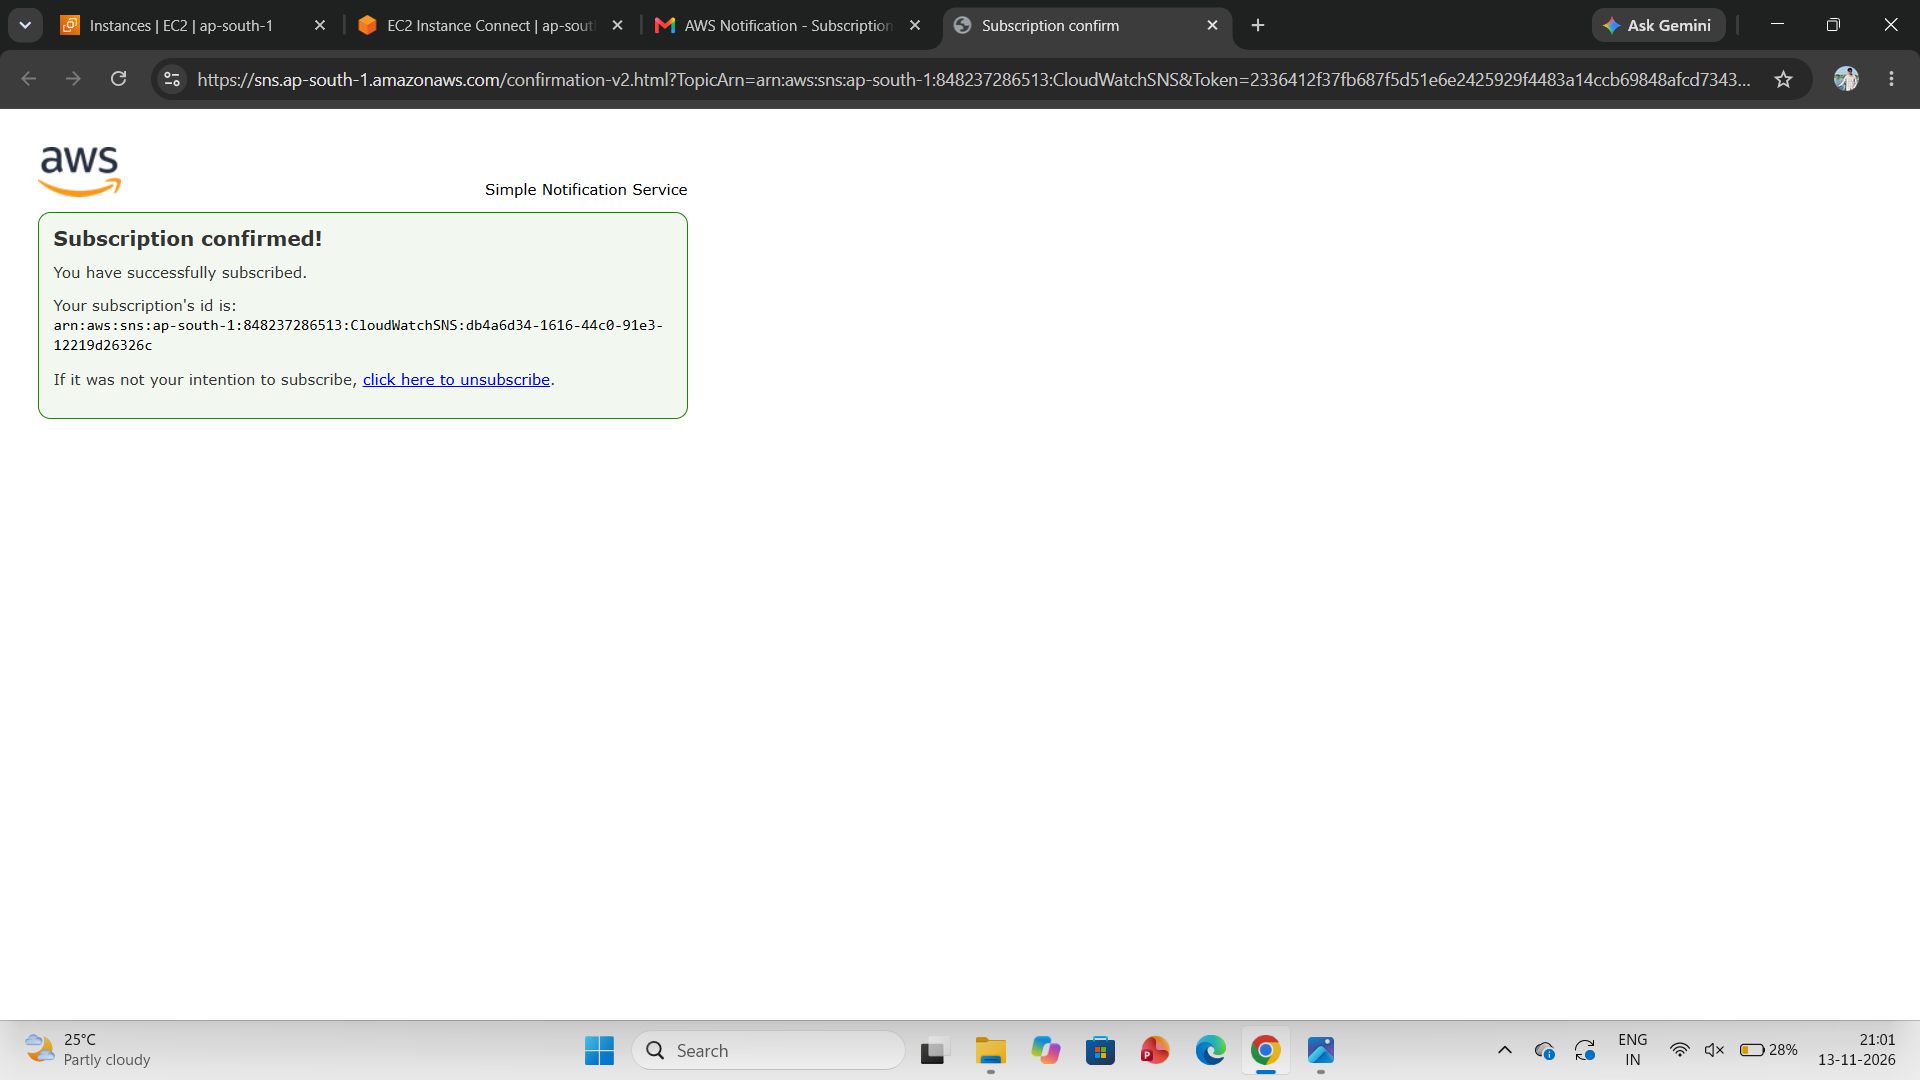 Instances | EC2 | ap-south-1
EC2 Instance Connect | ap-sout
AWS Notification - Subscription
Subscription confirm
Ask Gemini
https://sns.ap-south-1.amazonaws.com/confirmation-v2.html?TopicArn=arn:aws:sns:ap-south-1:848237286513:CloudWatchSNS&Token=2336412f37fb687f5d51e6e2425929f4483a14ccb69848afcd7343...
aws
Simple Notification Service
Subscription confirmed!
You have successfully subscribed.
Your subscription's id is:
arn:aws:sns:ap-south-1:848237286513:CloudWatchSNS:db4a6d34-1616-44c0-91e3-
12219d26326c
If it was not your intention to subscribe, click here to unsubscribe.
25°C
Partly cloudy
Search
ENG
IN
28%
21:01
13-11-2026